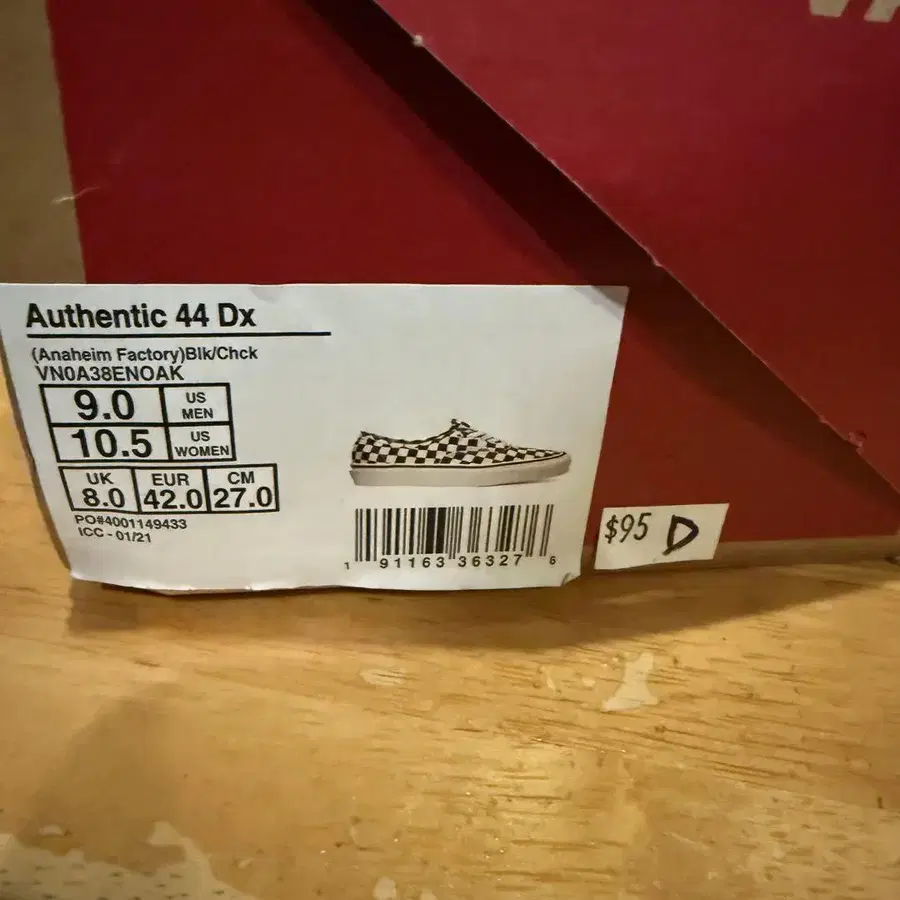 Authentic 44 Dx
(Anaheim Factory)Blk/Chck
VN0A38ENOAK
9.0 US MEN
10.5 US WOMEN
UK EUR CM
8.0 42.0 27.0
PO#4001149433
ICC - 01/21
1 91163 36327 6
$95 D